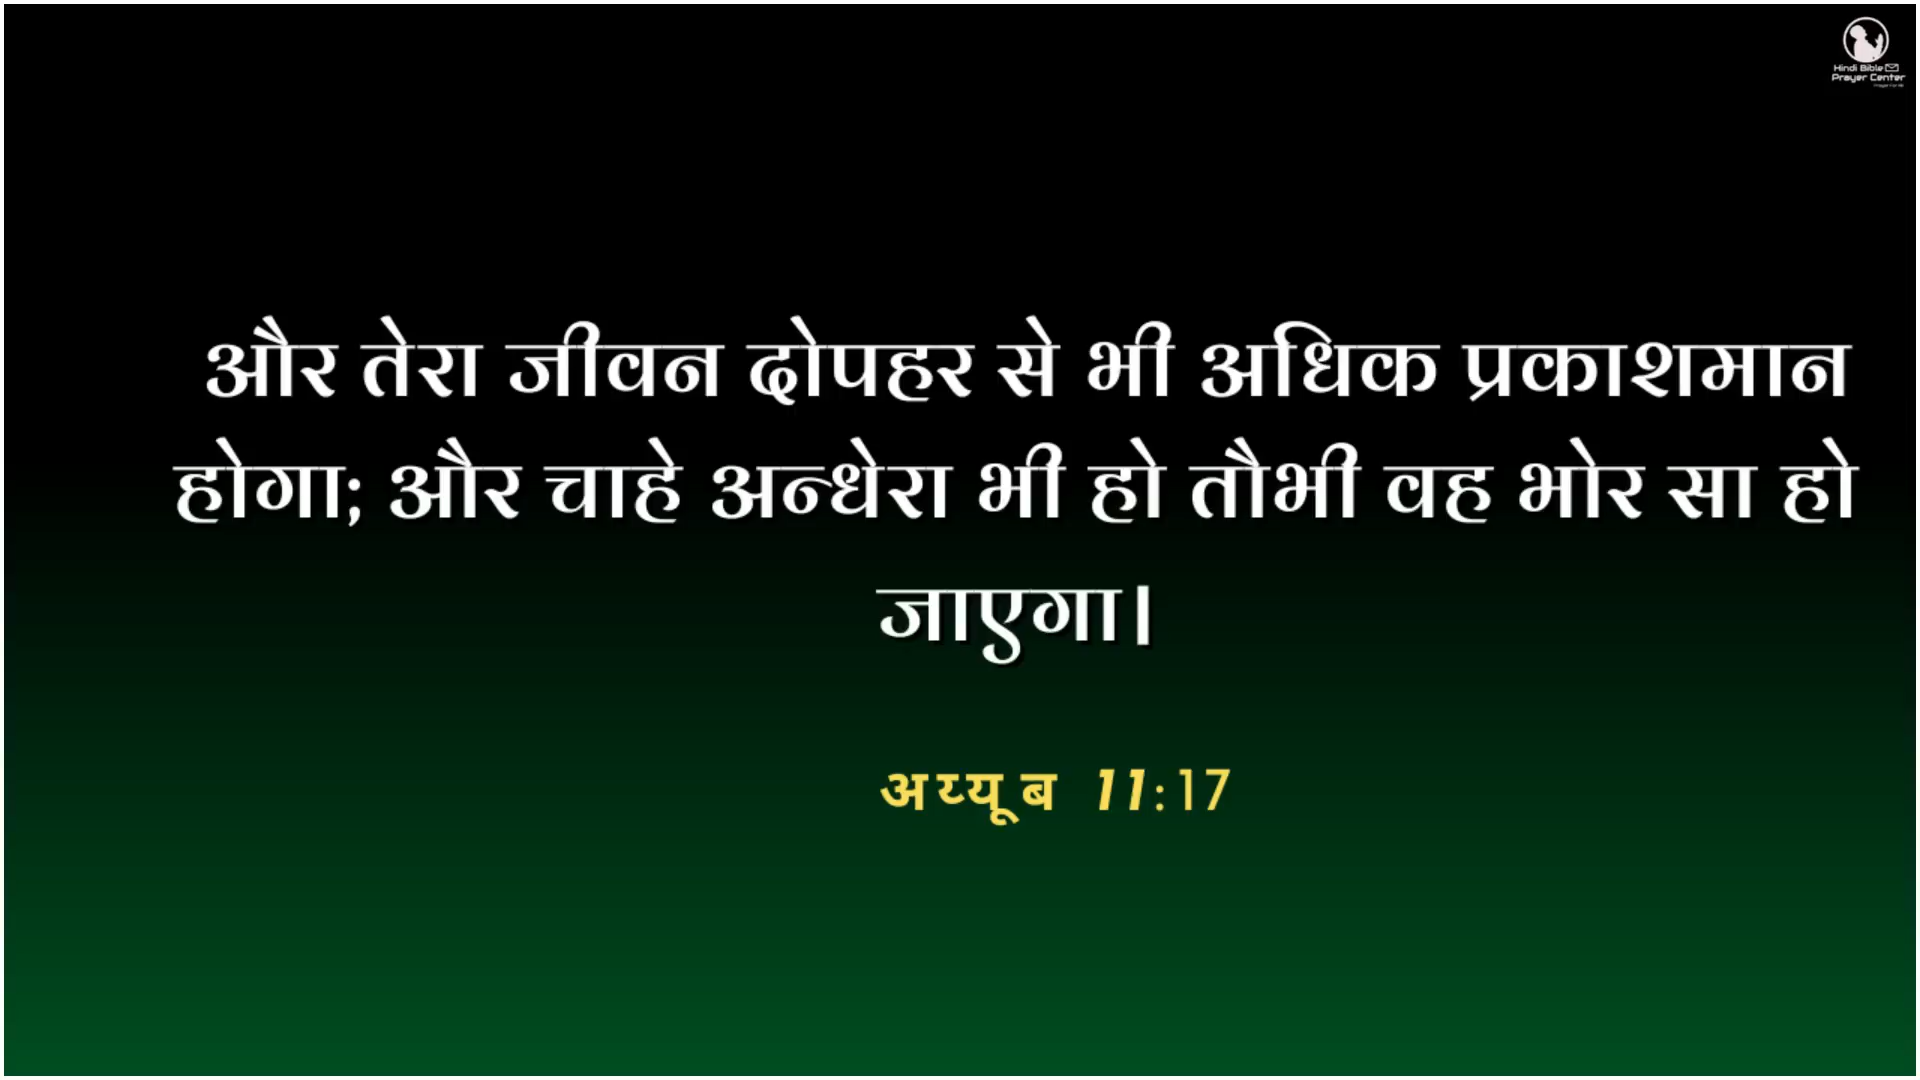 Hindi Bible
Prayer Center
और तेरा जीवन दोपहर से भी अधिक प्रकाशमान
होगा; और चाहे अन्धेरा भी हो तौभी वह भोर सा हो
जाएगा।
अय्यूब 11:17